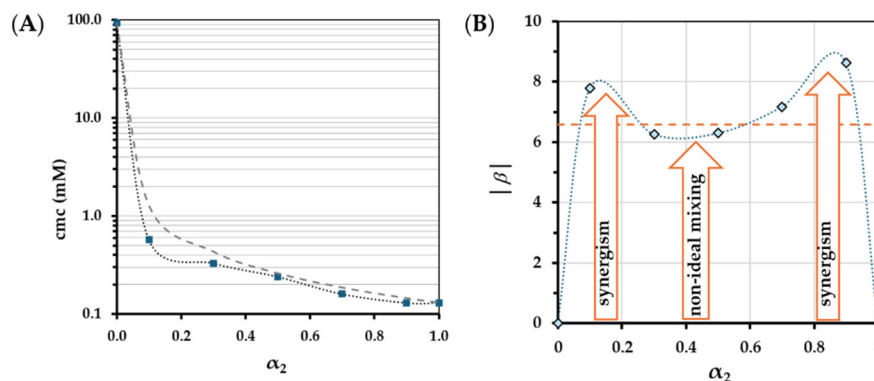 (A)
100.0
10.0
1.0
0.1
cmc (mM)
0.0 0.2 0.4 0.6 0.8 1.0
α₂
(B)
10
8
6
4
2
0
|β|
synergism
non-ideal mixing
synergism
0 0.2 0.4 0.6 0.8
α₂